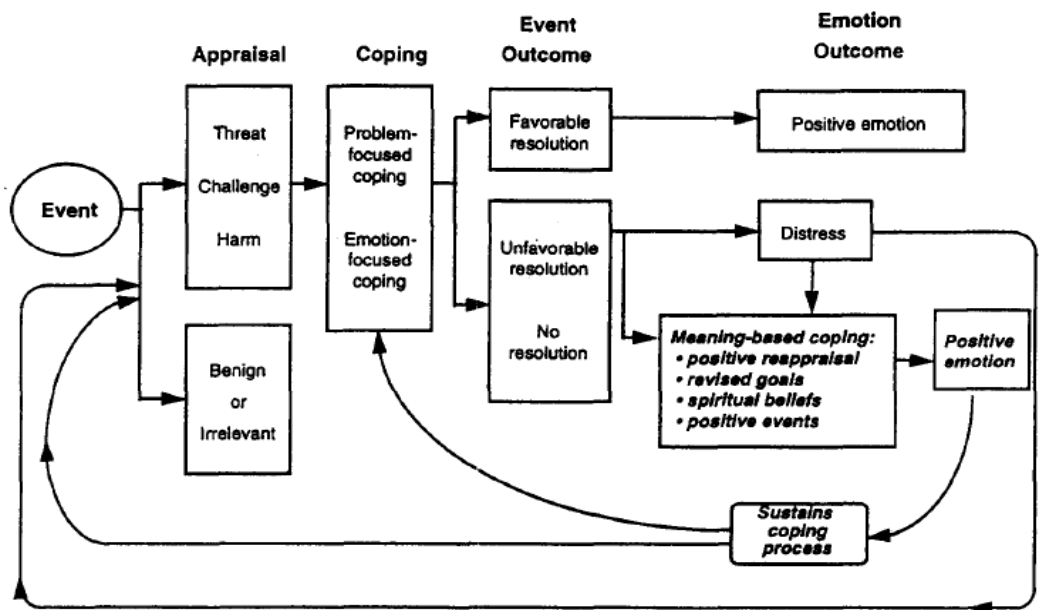 Appraisal
Coping
Event
Outcome
Emotion
Outcome
Event
Threat
Challenge
Harm
Benign
or
Irrelevant
Problem-
focused
coping
Emotion-
focused
coping
Favorable
resolution
Unfavorable
resolution
No
resolution
Positive emotion
Distress
Meaning-based coping:
• positive reappraisal
• revised goals
• spiritual beliefs
• positive events
Positive
emotion
Sustains
coping
process